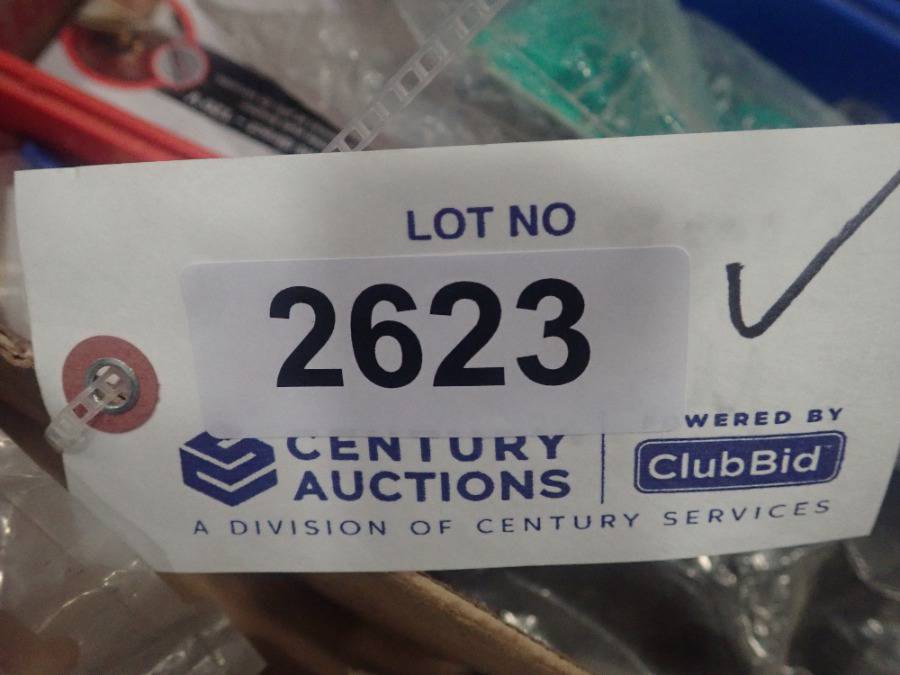 LOT NO
2623
CENTURY
AUCTIONS
WERED BY
ClubBid
A DIVISION OF CENTURY SERVICES